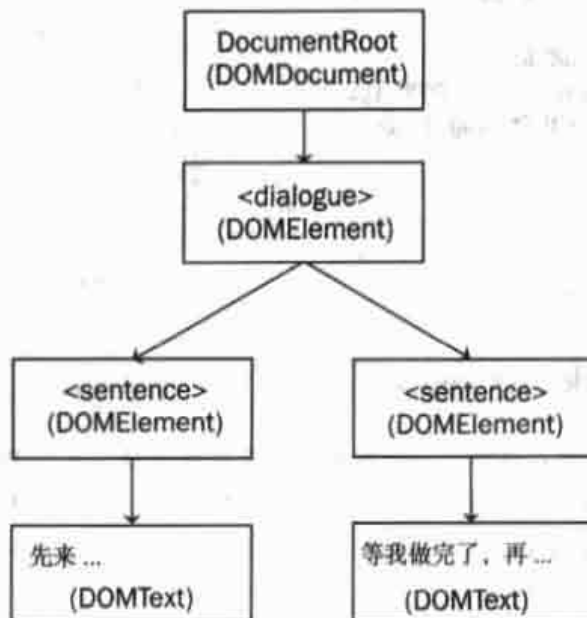 DocumentRoot
(DOMDocument)
<dialogue>
(DOMElement)
<sentence>
(DOMElement)
<sentence>
(DOMElement)
先来 ...
(DOMText)
等我做完了，再 ...
(DOMText)